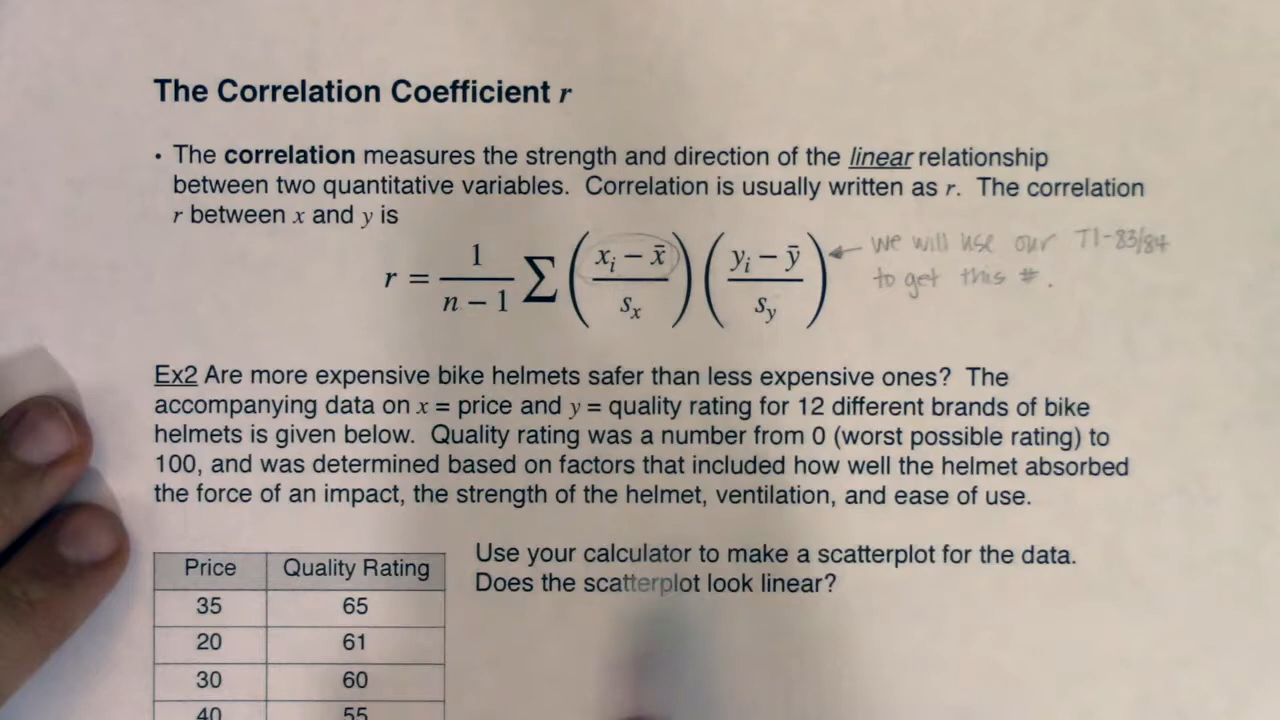 The Correlation Coefficient r
• The correlation measures the strength and direction of the linear relationship
between two quantitative variables. Correlation is usually written as r. The correlation
r between x and y is
r = 1/(n − 1) ∑ ((xᵢ − x̄)/sₓ) ((yᵢ − ȳ)/s_y) ← we will use our TI-83/84
to get this #.
Ex2 Are more expensive bike helmets safer than less expensive ones? The
accompanying data on x = price and y = quality rating for 12 different brands of bike
helmets is given below. Quality rating was a number from 0 (worst possible rating) to
100, and was determined based on factors that included how well the helmet absorbed
the force of an impact, the strength of the helmet, ventilation, and ease of use.
Use your calculator to make a scatterplot for the data.
Does the scatterplot look linear?
Price Quality Rating
35 65
20 61
30 60
40 55